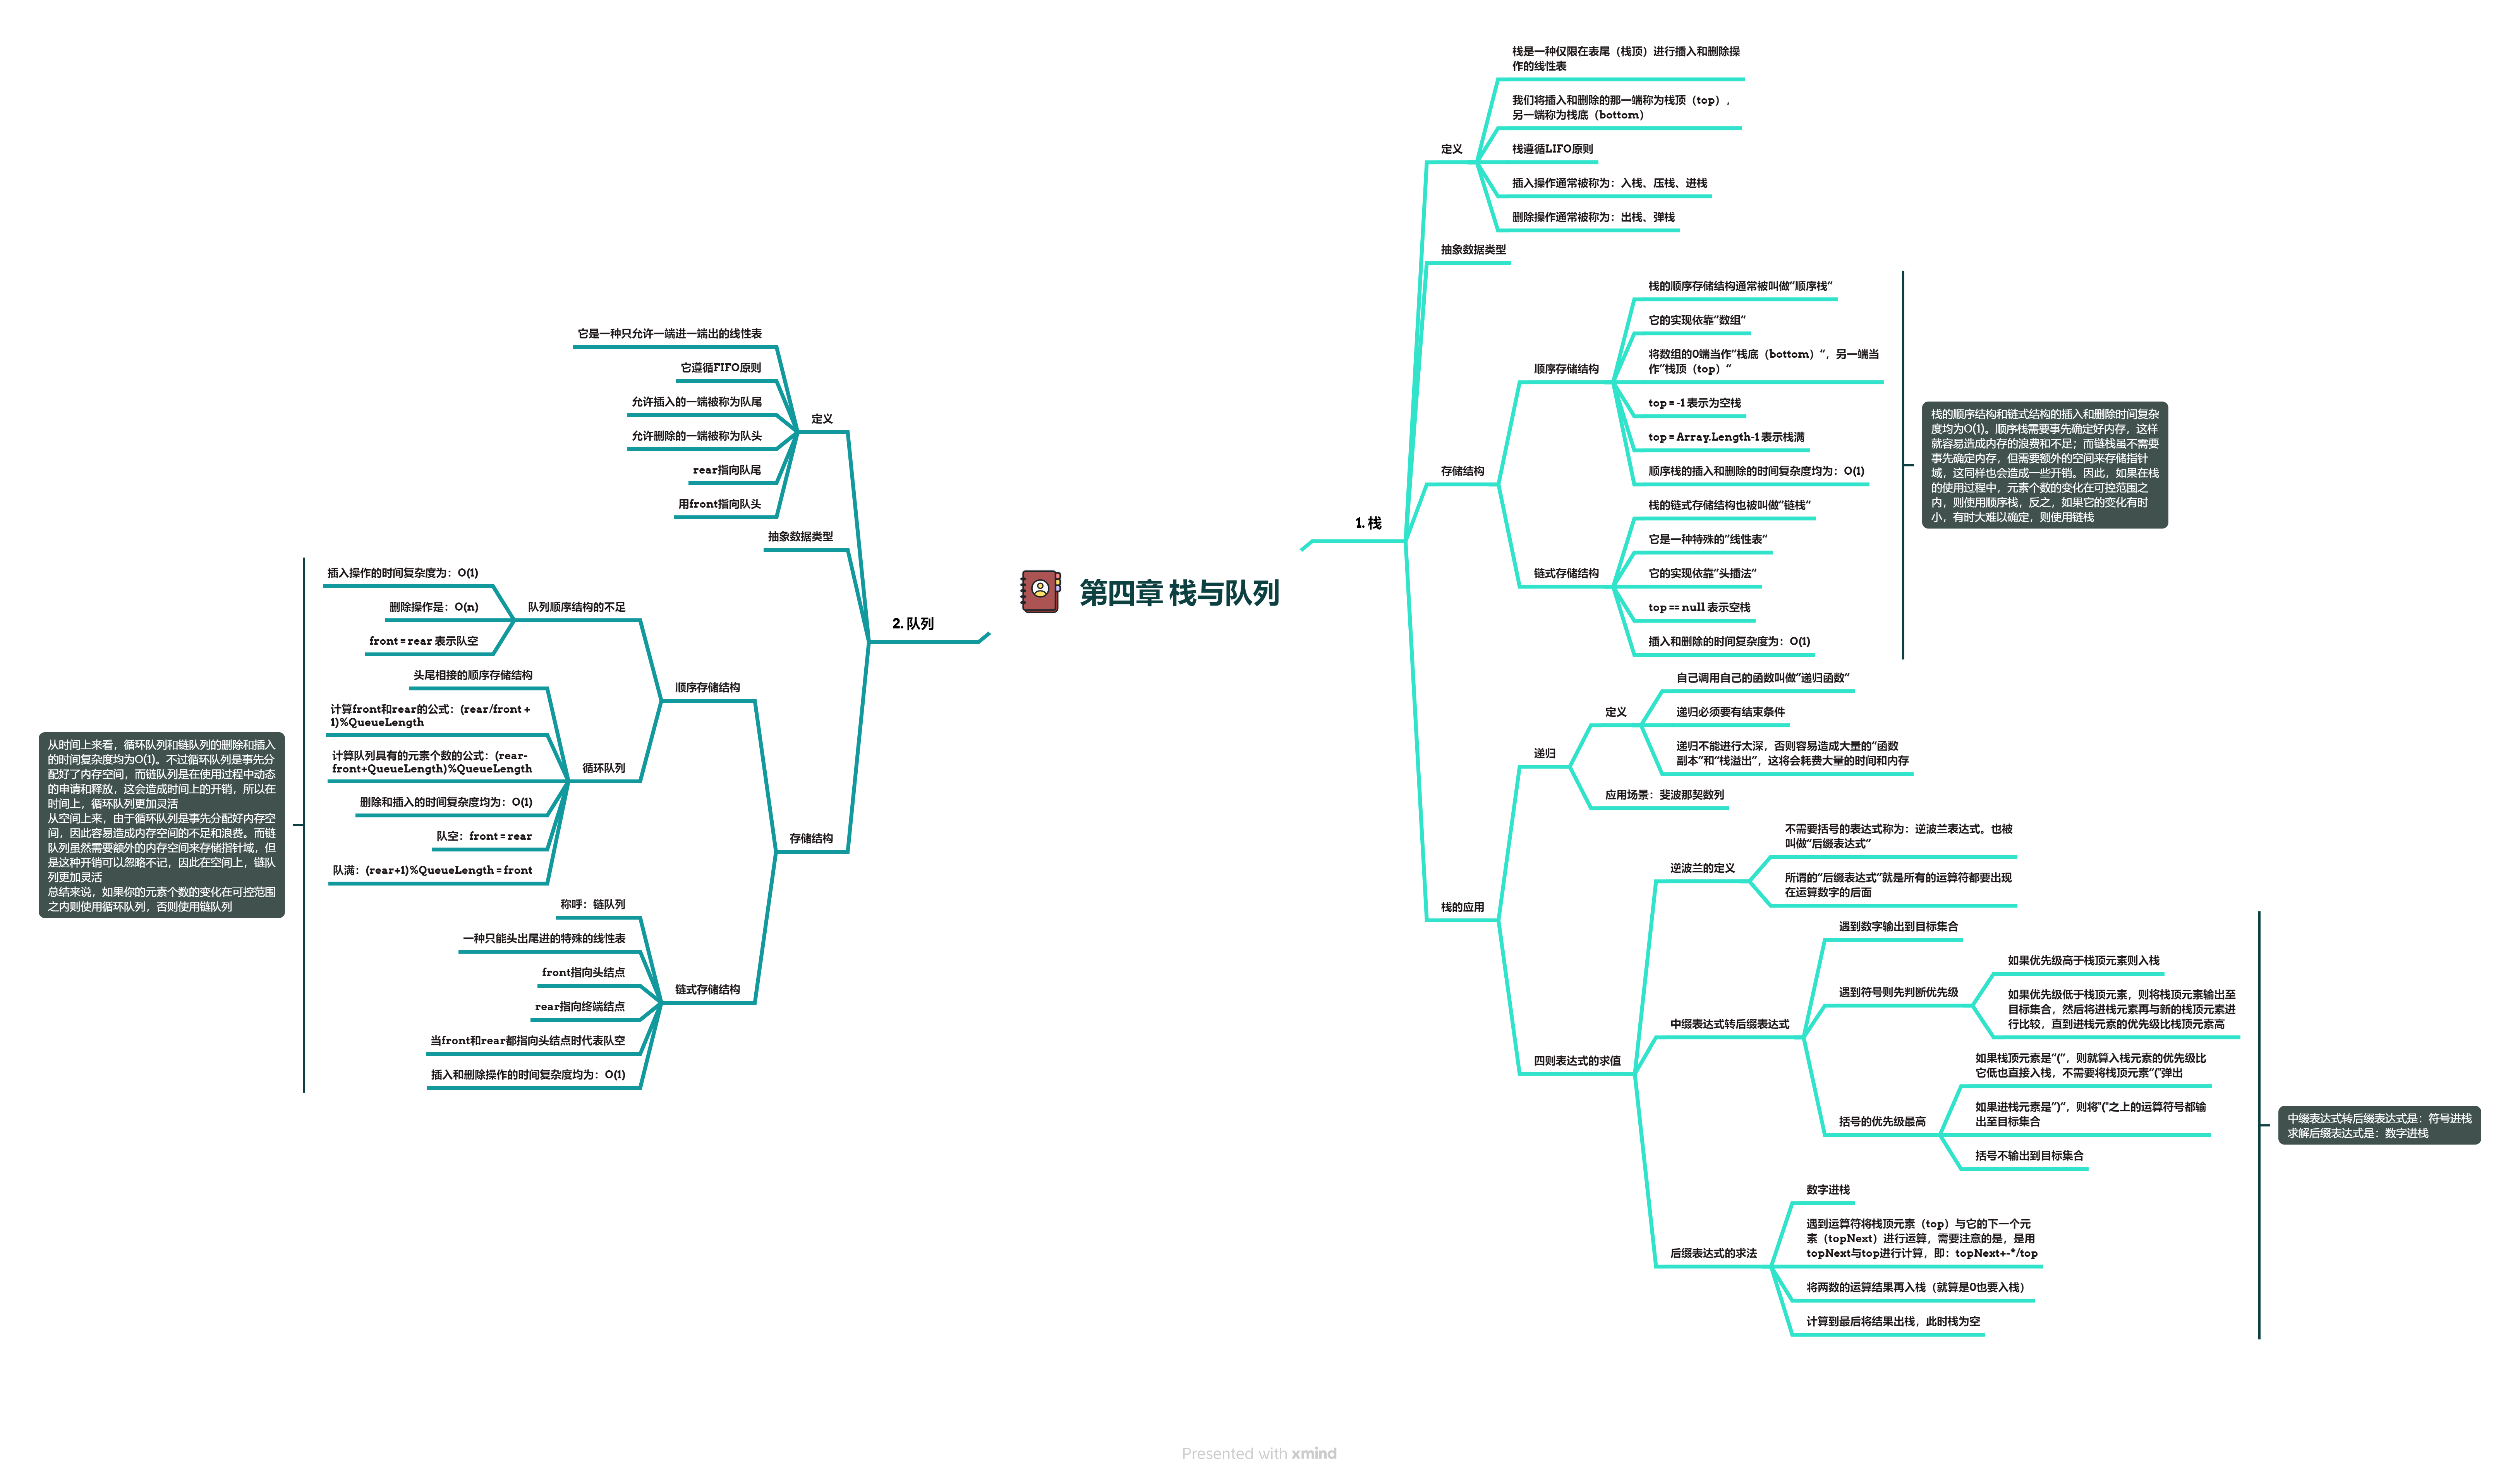 第四章 栈与队列
1. 栈
定义
栈是一种仅限在表尾（栈顶）进行插入和删除操
作的线性表
我们将插入和删除的那一端称为栈顶（top），
另一端称为栈底（bottom）
栈遵循LIFO原则
插入操作通常被称为：入栈、压栈、进栈
删除操作通常被称为：出栈、弹栈
抽象数据类型
存储结构
顺序存储结构
栈的顺序存储结构通常被叫做”顺序栈“
它的实现依靠”数组“
将数组的0端当作”栈底（bottom）“，另一端当
作”栈顶（top）“
top = -1 表示为空栈
top = Array.Length-1 表示栈满
顺序栈的插入和删除的时间复杂度均为：O(1)
链式存储结构
栈的链式存储结构也被叫做”链栈“
它是一种特殊的”线性表“
它的实现依靠”头插法“
top == null 表示空栈
插入和删除的时间复杂度为：O(1)
栈的顺序结构和链式结构的插入和删除时间复杂
度均为O(1)。顺序栈需要事先确定好内存，这样
就容易造成内存的浪费和不足；而链栈虽不需要
事先确定内存，但需要额外的空间来存储指针
域，这同样也会造成一些开销。因此，如果在栈
的使用过程中，元素个数的变化在可控范围之
内，则使用顺序栈，反之，如果它的变化有时
小，有时大难以确定，则使用链栈
栈的应用
递归
定义
自己调用自己的函数叫做”递归函数“
递归必须要有结束条件
递归不能进行太深，否则容易造成大量的“函数
副本”和“栈溢出”，这将会耗费大量的时间和内存
应用场景：斐波那契数列
四则表达式的求值
逆波兰的定义
不需要括号的表达式称为：逆波兰表达式。也被
叫做“后缀表达式”
所谓的“后缀表达式”就是所有的运算符都要出现
在运算数字的后面
中缀表达式转后缀表达式
遇到数字输出到目标集合
遇到符号则先判断优先级
如果优先级高于栈顶元素则入栈
如果优先级低于栈顶元素，则将栈顶元素输出至
目标集合，然后将进栈元素再与新的栈顶元素进
行比较，直到进栈元素的优先级比栈顶元素高
括号的优先级最高
如果栈顶元素是“(”，则就算入栈元素的优先级比
它低也直接入栈，不需要将栈顶元素“("弹出
如果进栈元素是”)“，则将"("之上的运算符号都输
出至目标集合
括号不输出到目标集合
后缀表达式的求法
数字进栈
遇到运算符将栈顶元素（top）与它的下一个元
素（topNext）进行运算，需要注意的是，是用
topNext与top进行计算，即：topNext+-*/top
将两数的运算结果再入栈（就算是0也要入栈）
计算到最后将结果出栈，此时栈为空
中缀表达式转后缀表达式是：符号进栈
求解后缀表达式是：数字进栈
2. 队列
定义
它是一种只允许一端进一端出的线性表
它遵循FIFO原则
允许插入的一端被称为队尾
允许删除的一端被称为队头
rear指向队尾
用front指向队头
抽象数据类型
存储结构
顺序存储结构
队列顺序结构的不足
插入操作的时间复杂度为：O(1)
删除操作是：O(n)
front = rear 表示队空
循环队列
头尾相接的顺序存储结构
计算front和rear的公式：(rear/front +
1)%QueueLength
计算队列具有的元素个数的公式：(rear-
front+QueueLength)%QueueLength
删除和插入的时间复杂度均为：O(1)
队空：front = rear
队满：(rear+1)%QueueLength = front
链式存储结构
称呼：链队列
一种只能头出尾进的特殊的线性表
front指向头结点
rear指向终端结点
当front和rear都指向头结点时代表队空
插入和删除操作的时间复杂度均为：O(1)
从时间上来看，循环队列和链队列的删除和插入
的时间复杂度均为O(1)。不过循环队列是事先分
配好了内存空间，而链队列是在使用过程中动态
的申请和释放，这会造成时间上的开销，所以在
时间上，循环队列更加灵活
从空间上来，由于循环队列是事先分配好内存空
间，因此容易造成内存空间的不足和浪费。而链
队列虽然需要额外的内存空间来存储指针域，但
是这种开销可以忽略不记，因此在空间上，链队
列更加灵活
总结来说，如果你的元素个数的变化在可控范围
之内则使用循环队列，否则使用链队列
Presented with xmind